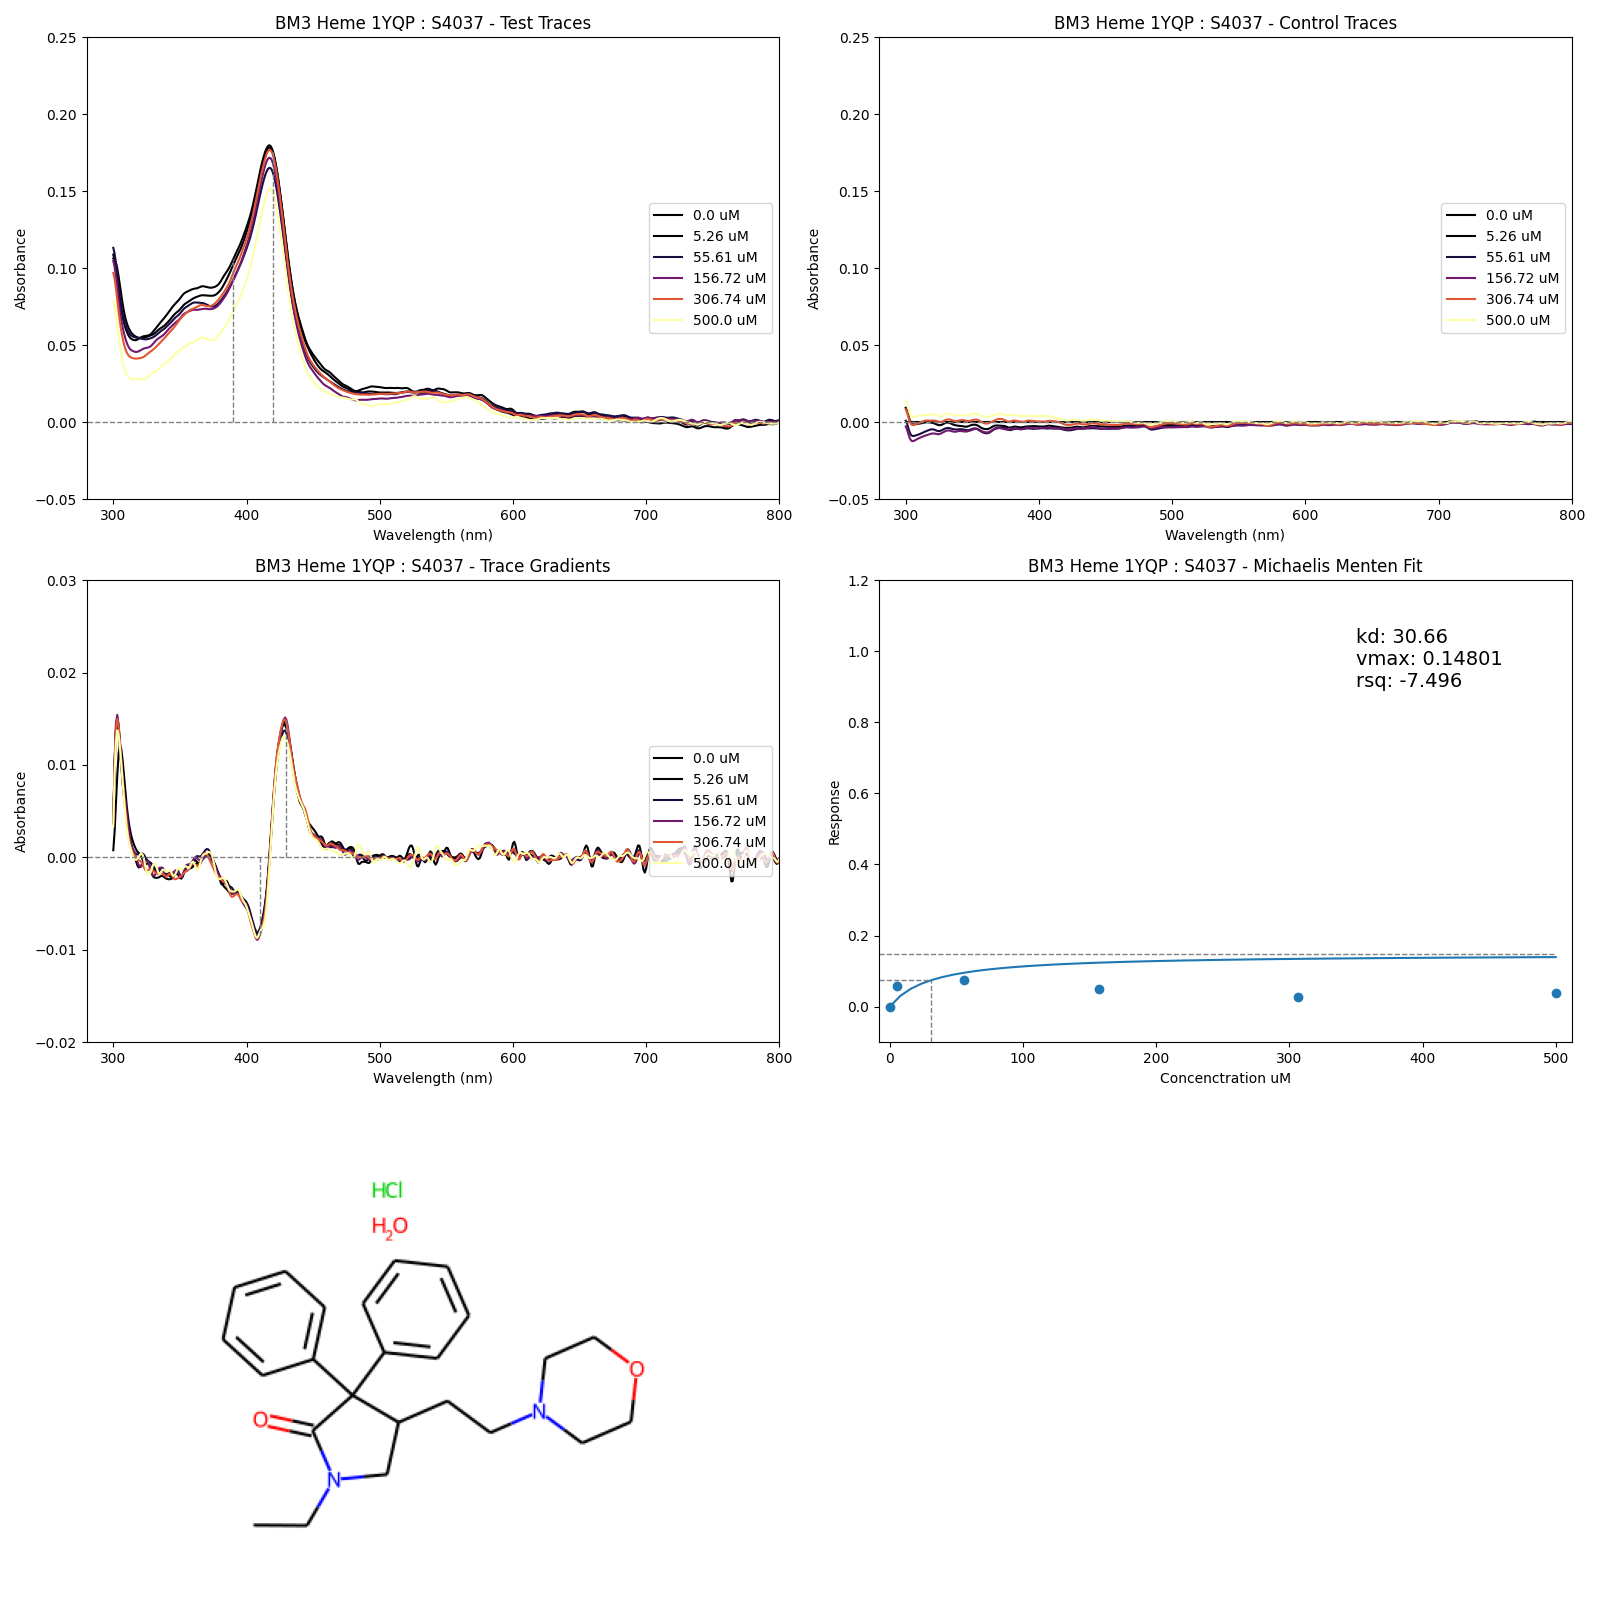 BM3 Heme 1YQP : S4037 - Test Traces
Absorbance
0.25
0.20
0.15
0.10
0.05
0.00
−0.05
300 400 500 600 700 800
Wavelength (nm)
0.0 uM
5.26 uM
55.61 uM
156.72 uM
306.74 uM
500.0 uM
BM3 Heme 1YQP : S4037 - Control Traces
Absorbance
0.25
0.20
0.15
0.10
0.05
0.00
−0.05
300 400 500 600 700 800
Wavelength (nm)
0.0 uM
5.26 uM
55.61 uM
156.72 uM
306.74 uM
500.0 uM
BM3 Heme 1YQP : S4037 - Trace Gradients
Absorbance
0.03
0.02
0.01
0.00
−0.01
−0.02
300 400 500 600 700 800
Wavelength (nm)
0.0 uM
5.26 uM
55.61 uM
156.72 uM
306.74 uM
500.0 uM
BM3 Heme 1YQP : S4037 - Michaelis Menten Fit
Response
1.2
1.0
0.8
0.6
0.4
0.2
0.0
0 100 200 300 400 500
Concenctration uM
kd: 30.66
vmax: 0.14801
rsq: -7.496
HCl
H2O
O
N
O
N